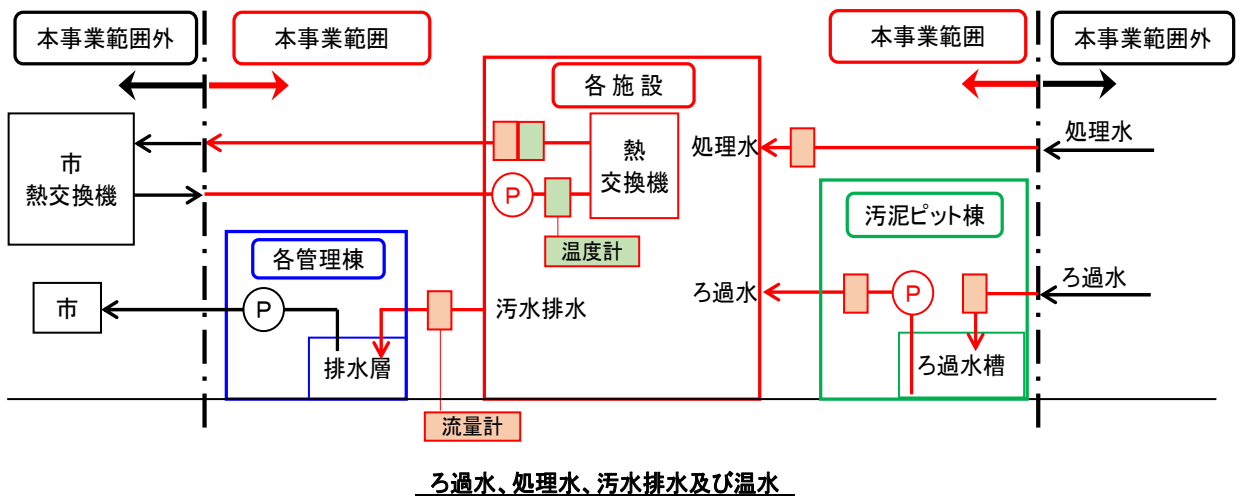 本事業範囲外
本事業範囲
本事業範囲
本事業範囲外
各施設
処理水
市
熱交換機
熱
交換機
処理水
P
汚泥ピット棟
各管理棟
温度計
ろ過水
市
P
汚水排水
ろ過水
P
排水層
ろ過水槽
流量計
ろ過水、処理水、汚水排水及び温水